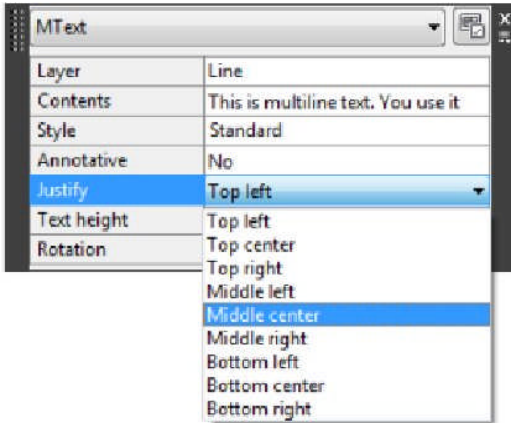 MText
Layer Line
Contents This is multiline text. You use it
Style Standard
Annotative No
Justify Top left
Text height Top left
Top center
Rotation Top right
Middle left
Middle center
Middle right
Bottom left
Bottom center
Bottom right